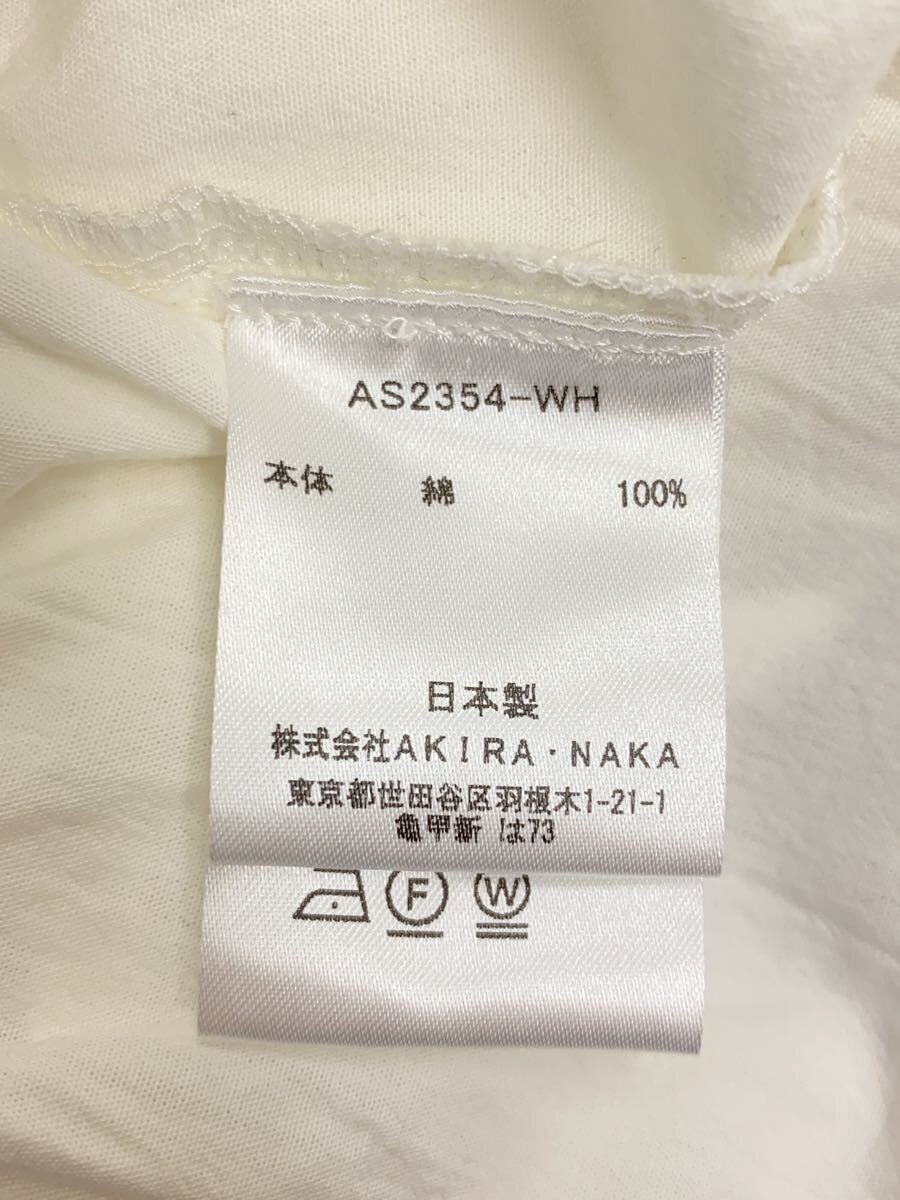 AS2354-WH
本体 綿 100%
日本製
株式会社AKIRA・NAKA
東京都世田谷区羽根木1-21-1
亀甲新 は73
F W